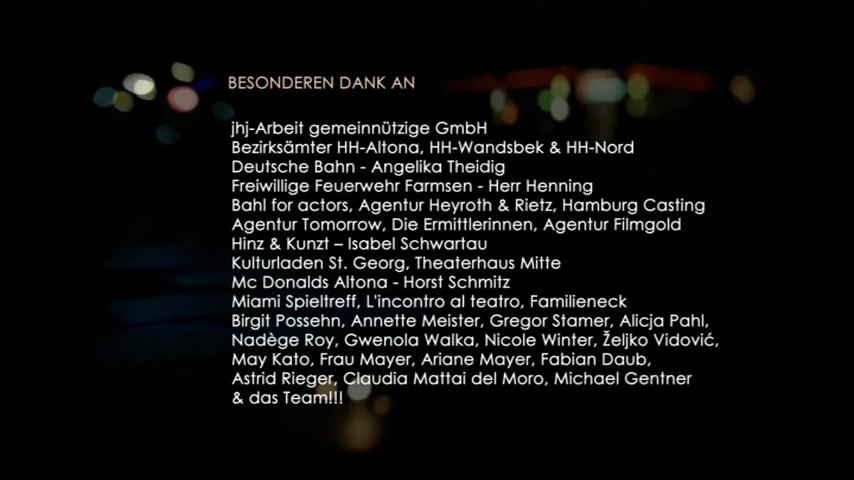 BESONDEREN DANK AN
jhj-Arbeit gemeinnützige GmbH
Bezirksämter HH-Altona, HH-Wandsbek & HH-Nord
Deutsche Bahn - Angelika Theidig
Freiwillige Feuerwehr Farmsen - Herr Henning
Bahl for actors, Agentur Heyroth & Rietz, Hamburg Casting
Agentur Tomorrow, Die Ermittlerinnen, Agentur Filmgold
Hinz & Kunzt – Isabel Schwartau
Kulturladen St. Georg, Theaterhaus Mitte
Mc Donalds Altona - Horst Schmitz
Miami Spieltreff, L'incontro al teatro, Familieneck
Birgit Possehn, Annette Meister, Gregor Stamer, Alicja Pahl,
Nadège Roy, Gwenola Walka, Nicole Winter, Željko Vidović,
May Kato, Frau Mayer, Ariane Mayer, Fabian Daub,
Astrid Rieger, Claudia Mattai del Moro, Michael Gentner
& das Team!!!